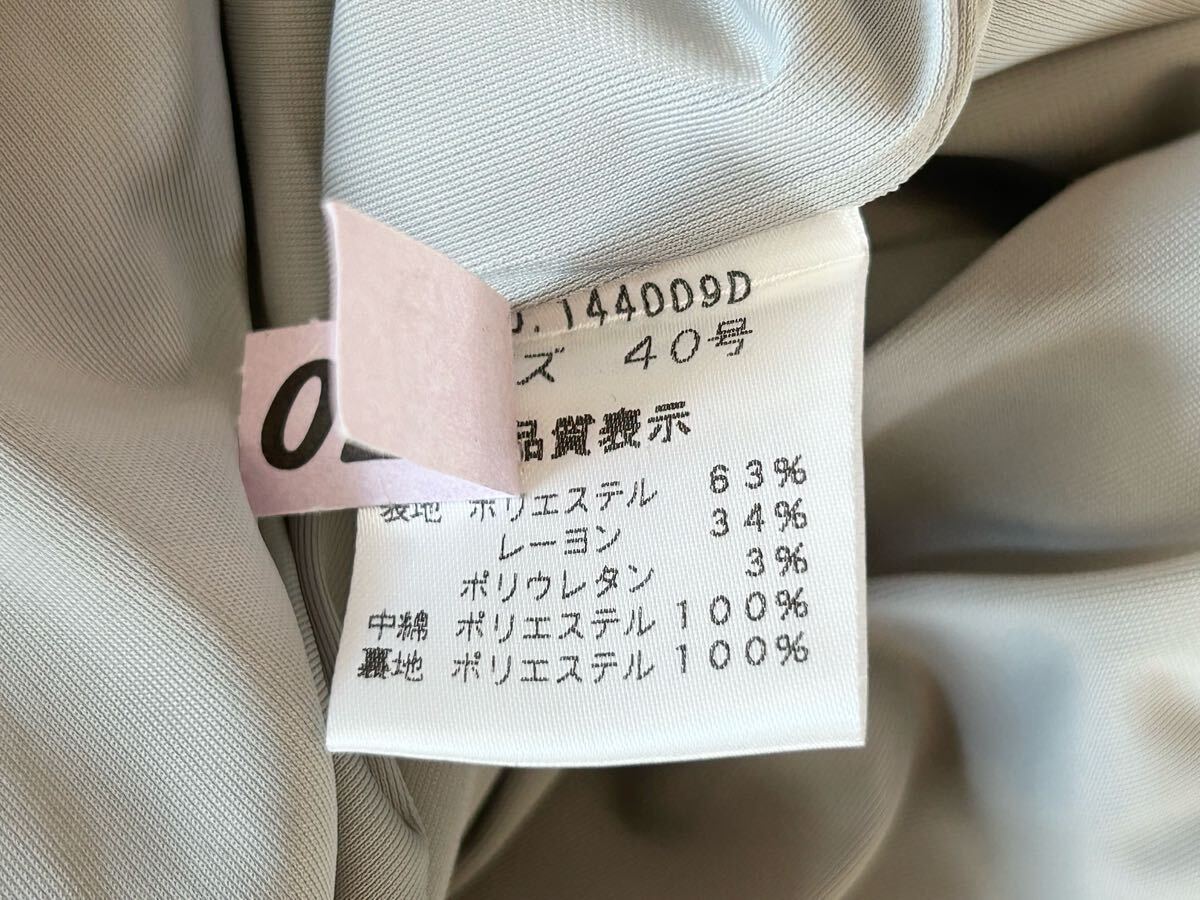 .144009D
ズ 40号
品質表示
表地 ポリエステル 63%
レーヨン 34%
ポリウレタン 3%
中綿 ポリエステル 100%
裏地 ポリエステル 100%